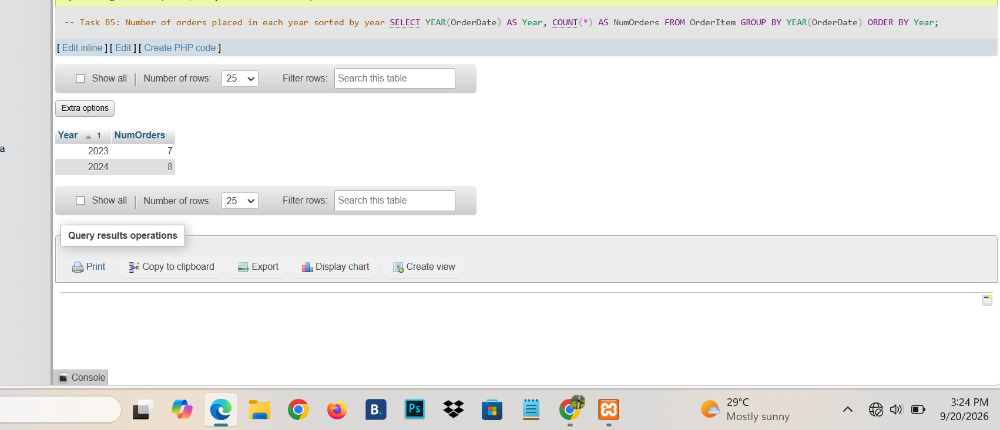 -- Task B5: Number of orders placed in each year sorted by year SELECT YEAR(OrderDate) AS Year, COUNT(*) AS NumOrders FROM OrderItem GROUP BY YEAR(OrderDate) ORDER BY Year;
[ Edit inline ] [ Edit ] [ Create PHP code ]
Show all | Number of rows: 25 Filter rows: Search this table
Extra options
Year 1 NumOrders
a
2023 7
2024 8
Show all | Number of rows: 25 Filter rows: Search this table
Query results operations
Print Copy to clipboard Export Display chart Create view
Console
B. Ps
29°C
Mostly sunny
3:24 PM
9/20/2026